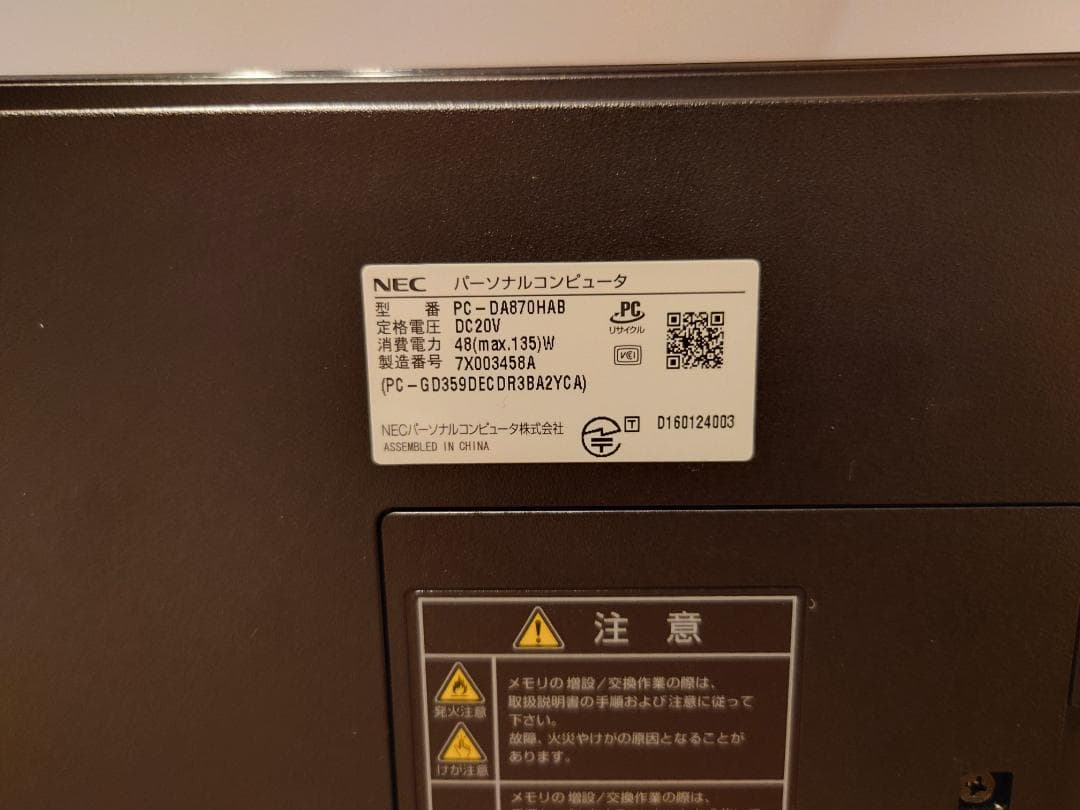 NEC パーソナルコンピュータ
型 番 PC-DA870HAB
定格電圧 DC20V
消費電力 48(max.135)W
製造番号 7X003458A
(PC-GD359DECDR3BA2YCA)
PC
リサイクル
VCCI
NECパーソナルコンピュータ株式会社
ASSEMBLED IN CHINA
T
D160124003
注 意
発火注意
けが注意
メモリの増設/交換作業の際は、
取扱説明書の手順および注意に従って
下さい。
故障、火災やけがの原因となることが
あります。
メモリの増設/交換作業の際は、